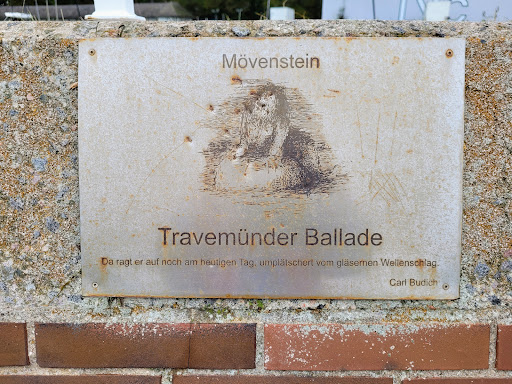 Mövenstein
Travemünder Ballade
Da ragt er auf noch am heutigen Tag, umplätschert vom gläsernen Wellenschlag.
Carl Budich